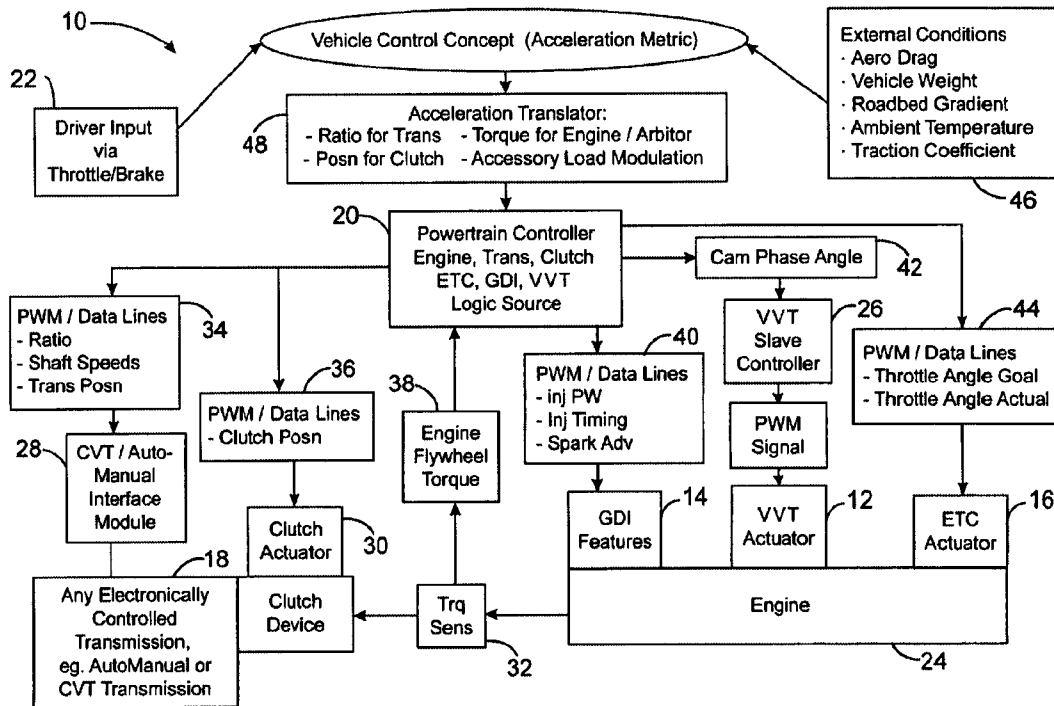 10
Vehicle Control Concept (Acceleration Metric)
External Conditions
· Aero Drag
· Vehicle Weight
· Roadbed Gradient
· Ambient Temperature
· Traction Coefficient
46
22
Driver Input
via
Throttle/Brake
48
Acceleration Translator:
- Ratio for Trans - Torque for Engine / Arbitor
- Posn for Clutch - Accessory Load Modulation
20
Powertrain Controller
Engine, Trans, Clutch
ETC, GDI, VVT
Logic Source
Cam Phase Angle
42
34
PWM / Data Lines
- Ratio
- Shaft Speeds
- Trans Posn
36
PWM / Data Lines
- Clutch Posn
38
Engine
Flywheel
Torque
40
PWM / Data Lines
- inj PW
- Inj Timing
- Spark Adv
26
VVT
Slave
Controller
PWM
Signal
44
PWM / Data Lines
- Throttle Angle Goal
- Throttle Angle Actual
28
CVT / Auto-
Manual
Interface
Module
Clutch
Actuator
30
GDI
Features
14
VVT
Actuator
12
ETC
Actuator
16
18
Any Electronically
Controlled
Transmission,
eg. AutoManual or
CVT Transmission
Clutch
Device
Trq
Sens
32
Engine
24